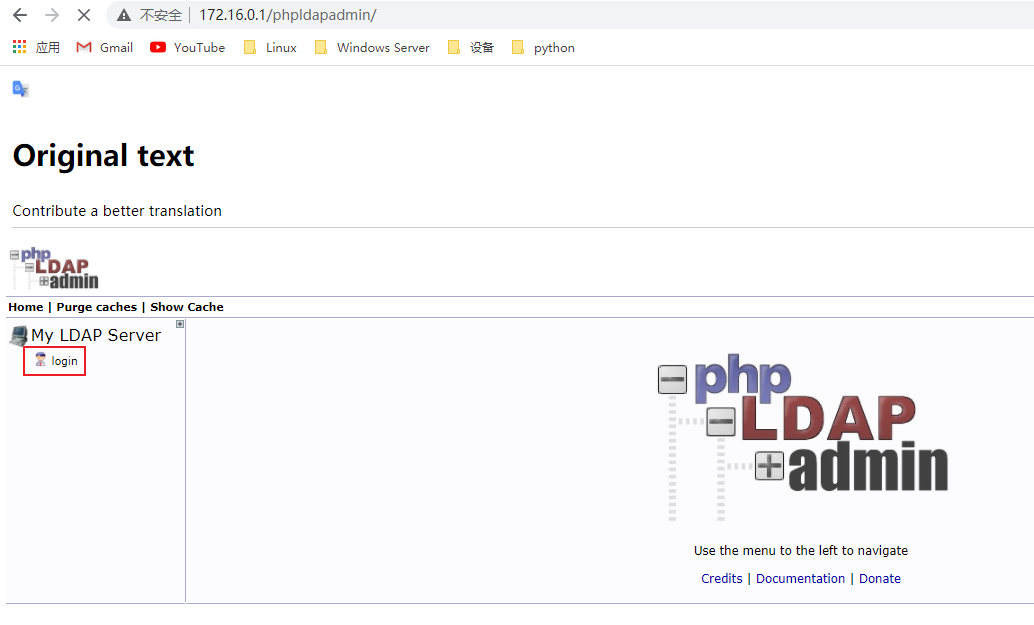 不安全 | 172.16.0.1/phpldapadmin/
应用 Gmail YouTube Linux Windows Server 设备 python
Original text
Contribute a better translation
php
LDAP
admin
Home | Purge caches | Show Cache
My LDAP Server
login
php
LDAP
admin
Use the menu to the left to navigate
Credits | Documentation | Donate